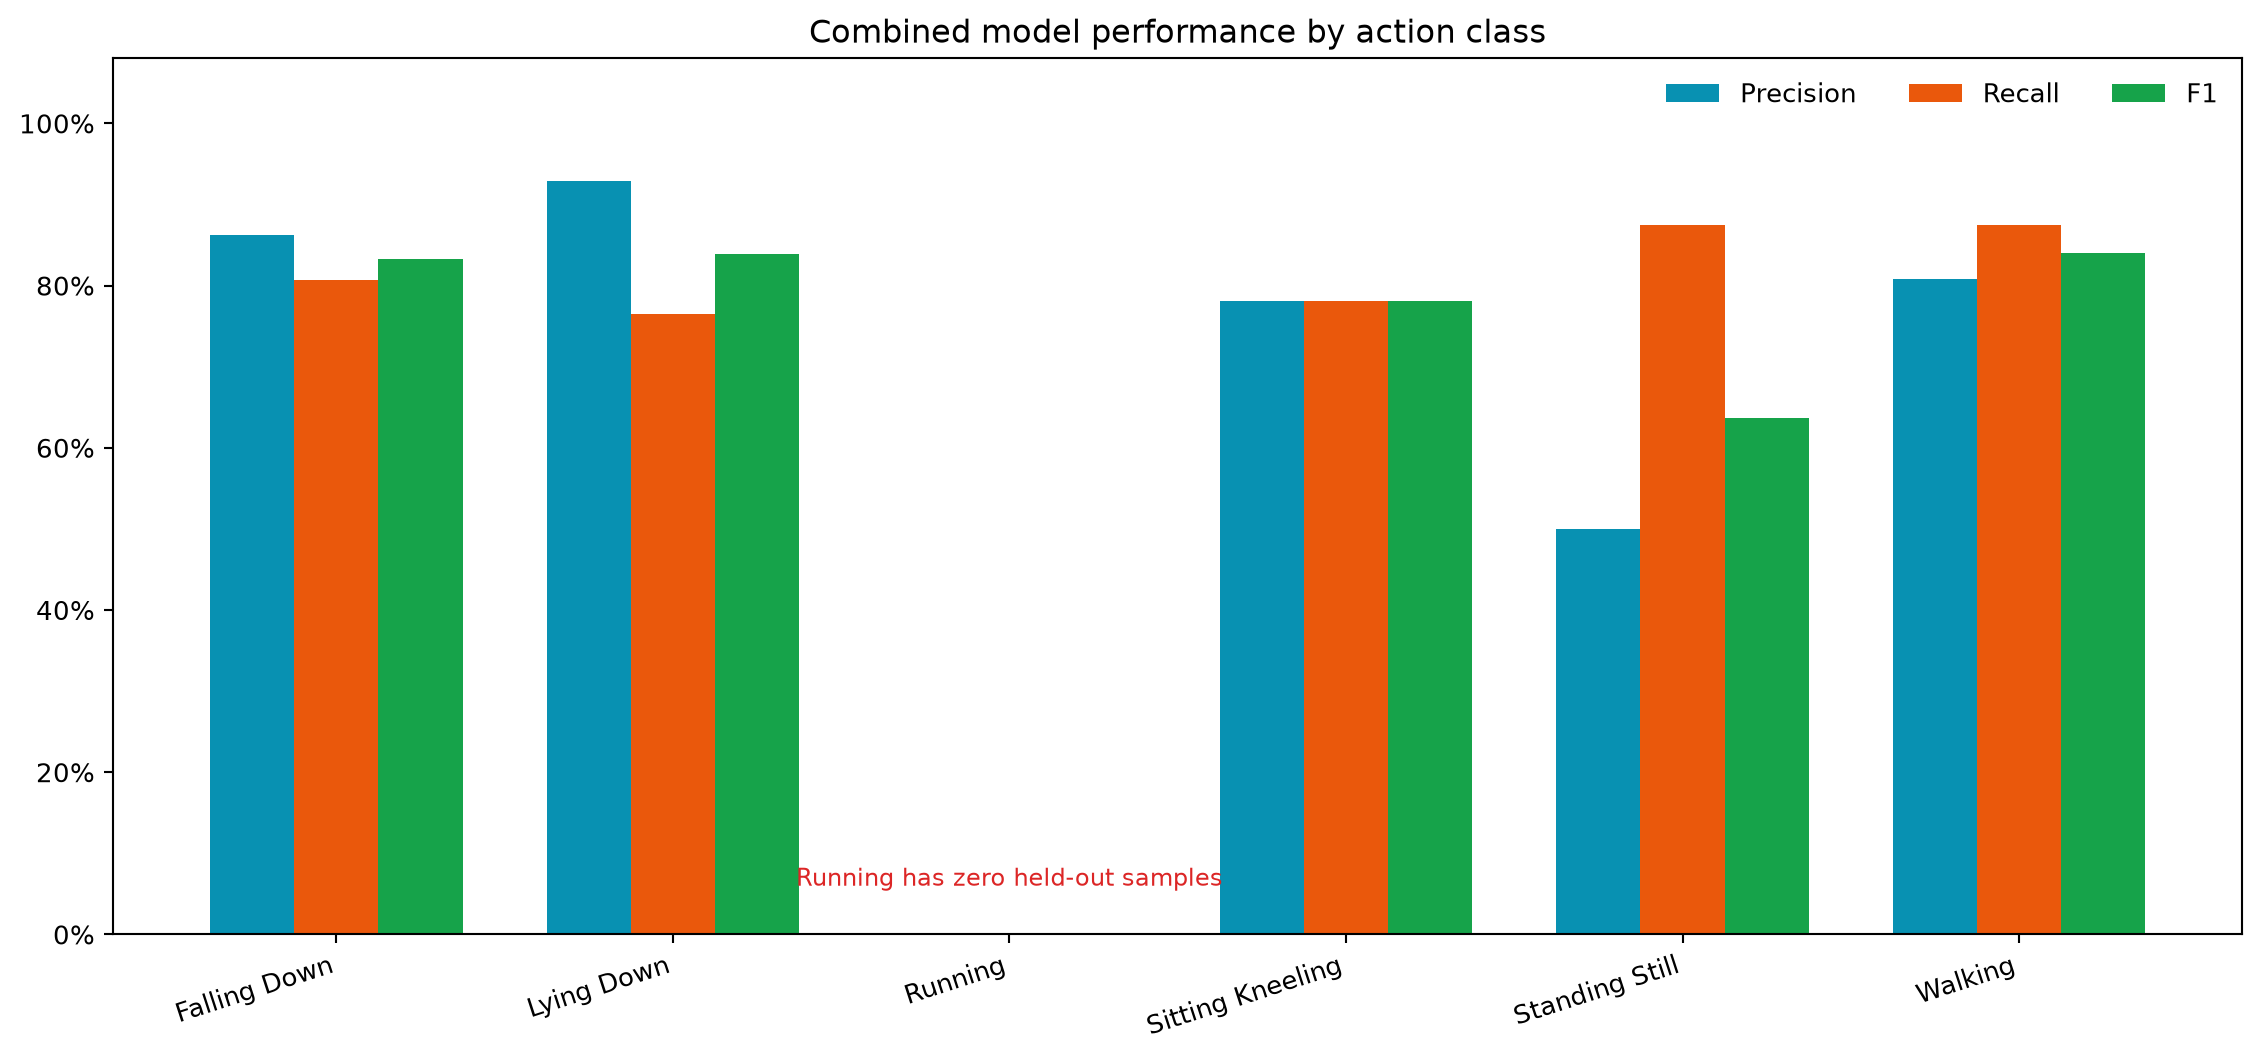 Combined model performance by action class
Precision Recall F1
100%
80%
60%
40%
20%
0%
Running has zero held-out samples
Falling Down
Lying Down
Running
Sitting Kneeling
Standing Still
Walking